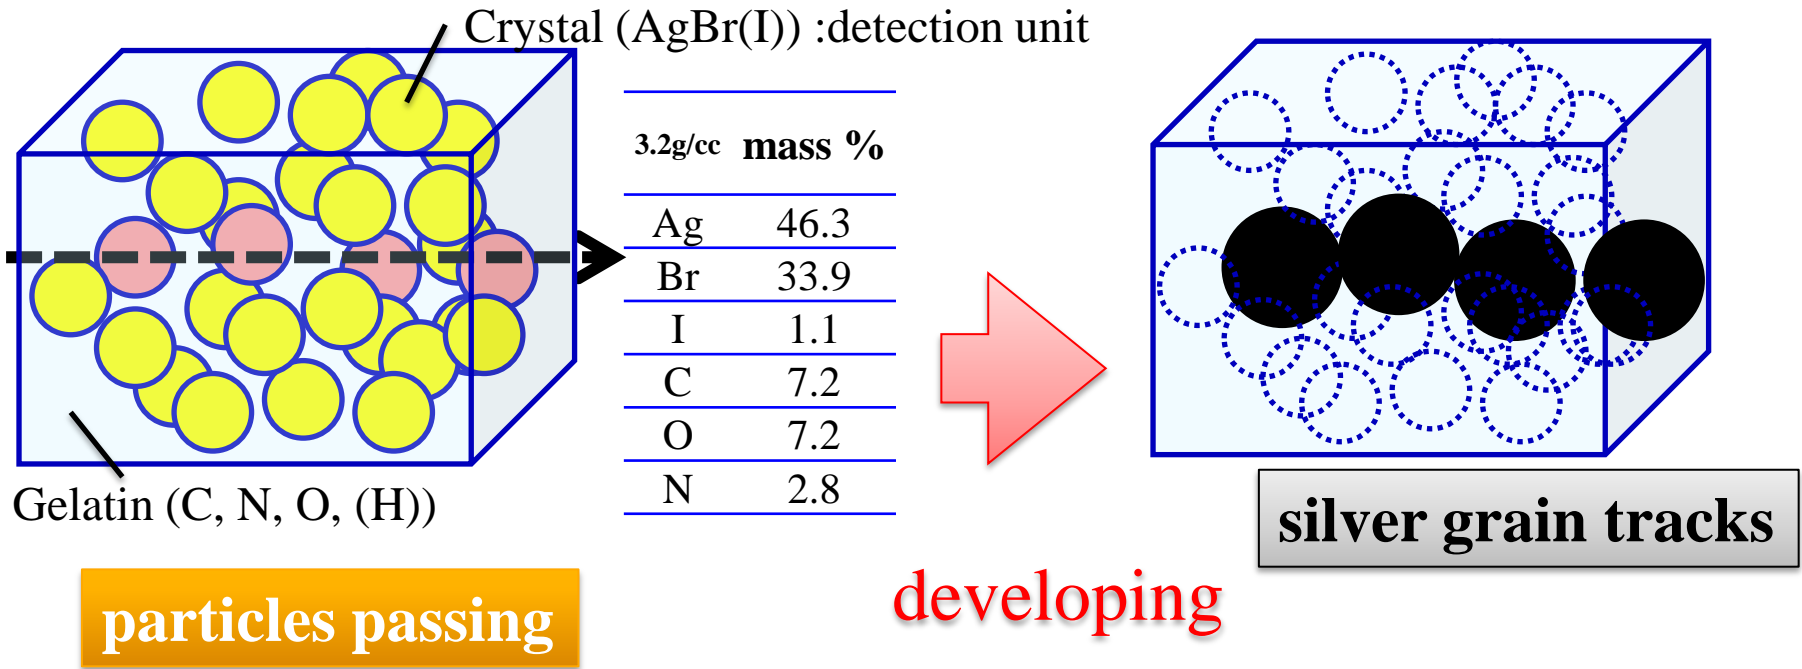 Crystal (AgBr(I)) :detection unit
3.2g/cc mass %
Ag 46.3
Br 33.9
I 1.1
C 7.2
O 7.2
N 2.8
Gelatin (C, N, O, (H))
particles passing
developing
silver grain tracks